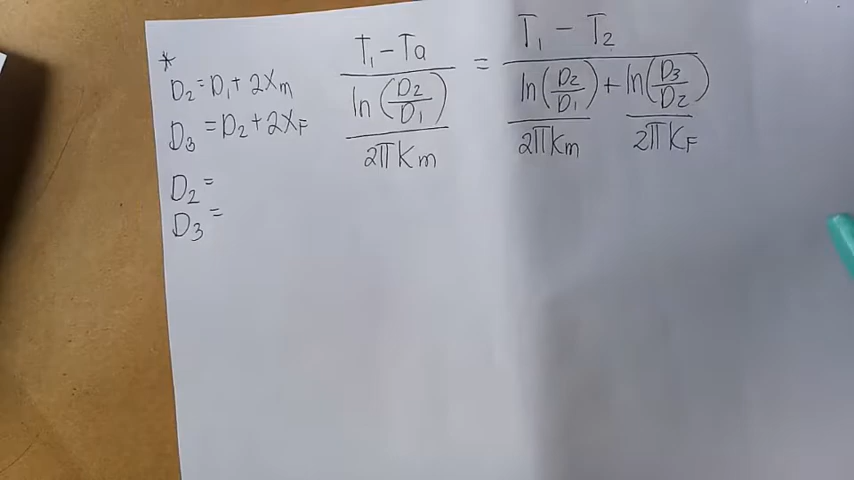 *
D₂ = D₁ + 2Xm
D₃ = D₂ + 2XF
D₂ =
D₃ =
T₁ - Ta / (ln(D₂/D₁) / 2πKm) = T₁ - T₂ / (ln(D₂/D₁) / 2πKm + ln(D₃/D₂) / 2πKF)